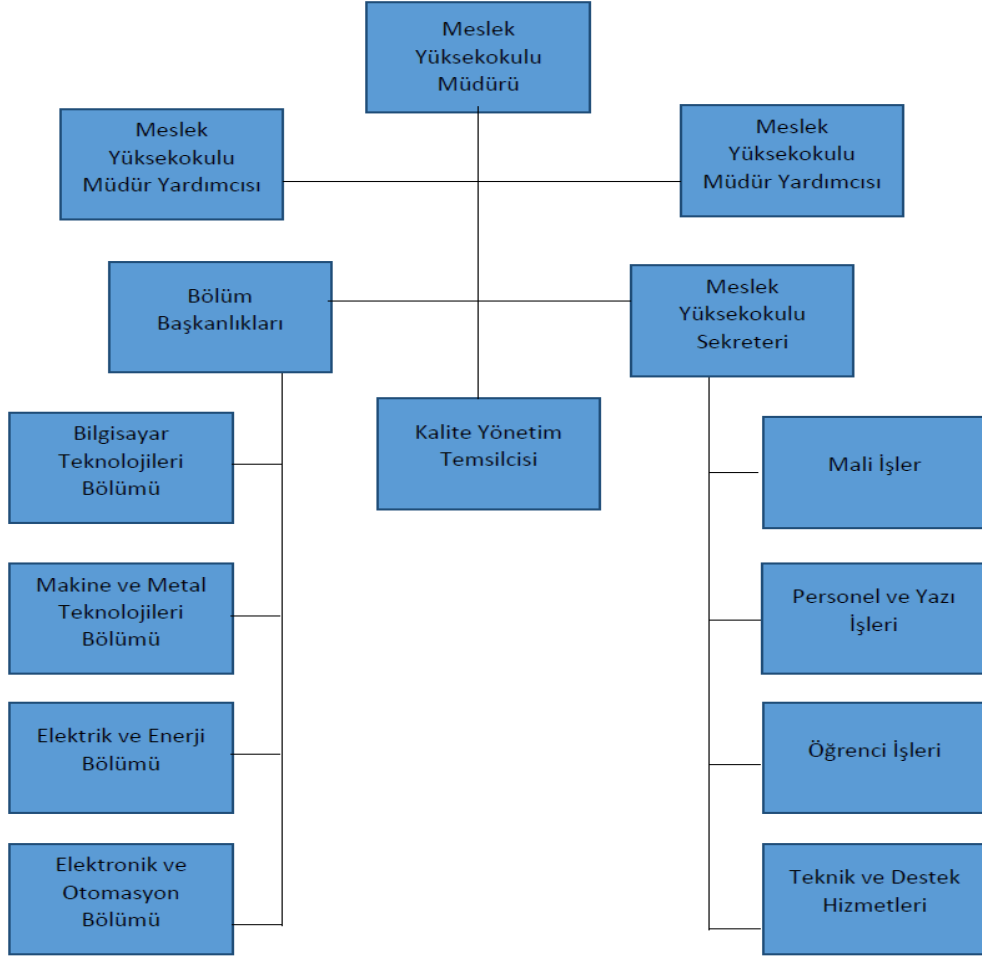 Meslek
Yüksekokulu
Müdürü
Meslek
Yüksekokulu
Müdür Yardımcısı
Meslek
Yüksekokulu
Müdür Yardımcısı
Bölüm
Başkanlıkları
Meslek
Yüksekokulu
Sekreteri
Kalite Yönetim
Temsilcisi
Bilgisayar
Teknolojileri
Bölümü
Makine ve Metal
Teknolojileri
Bölümü
Elektrik ve Enerji
Bölümü
Elektronik ve
Otomasyon
Bölümü
Mali İşler
Personel ve Yazı
İşleri
Öğrenci İşleri
Teknik ve Destek
Hizmetleri